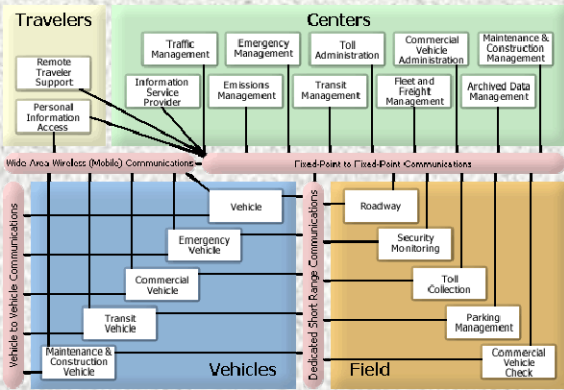 Travelers
Centers
Remote
Traveler
Support
Personal
Information
Access
Traffic
Management
Emergency
Management
Toll
Administration
Commercial
Vehicle
Administration
Maintenance &
Construction
Management
Information
Service
Provider
Emissions
Management
Transit
Management
Fleet and
Freight
Management
Archived Data
Management
Wide Area Wireless (Mobile) Communications
Fixed-Point to Fixed-Point Communications
Vehicle to Vehicle Communications
Vehicle
Emergency
Vehicle
Commercial
Vehicle
Transit
Vehicle
Maintenance &
Construction
Vehicle
Vehicles
Dedicated Short Range Communications
Roadway
Security
Monitoring
Toll
Collection
Parking
Management
Commercial
Vehicle
Check
Field